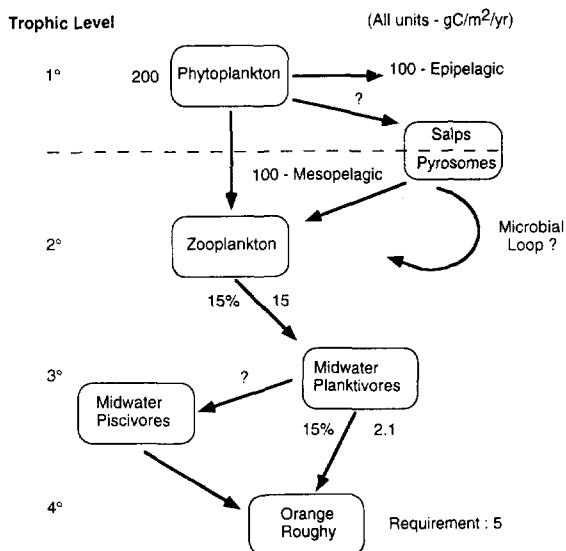 Trophic Level
(All units - gC/m²/yr)
1°
200
Phytoplankton
100 - Epipelagic
?
Salps
Pyrosomes
100 - Mesopelagic
2°
Zooplankton
Microbial
Loop ?
15%
15
3°
?
Midwater
Planktivores
Midwater
Piscivores
15%
2.1
4°
Orange
Roughy
Requirement : 5